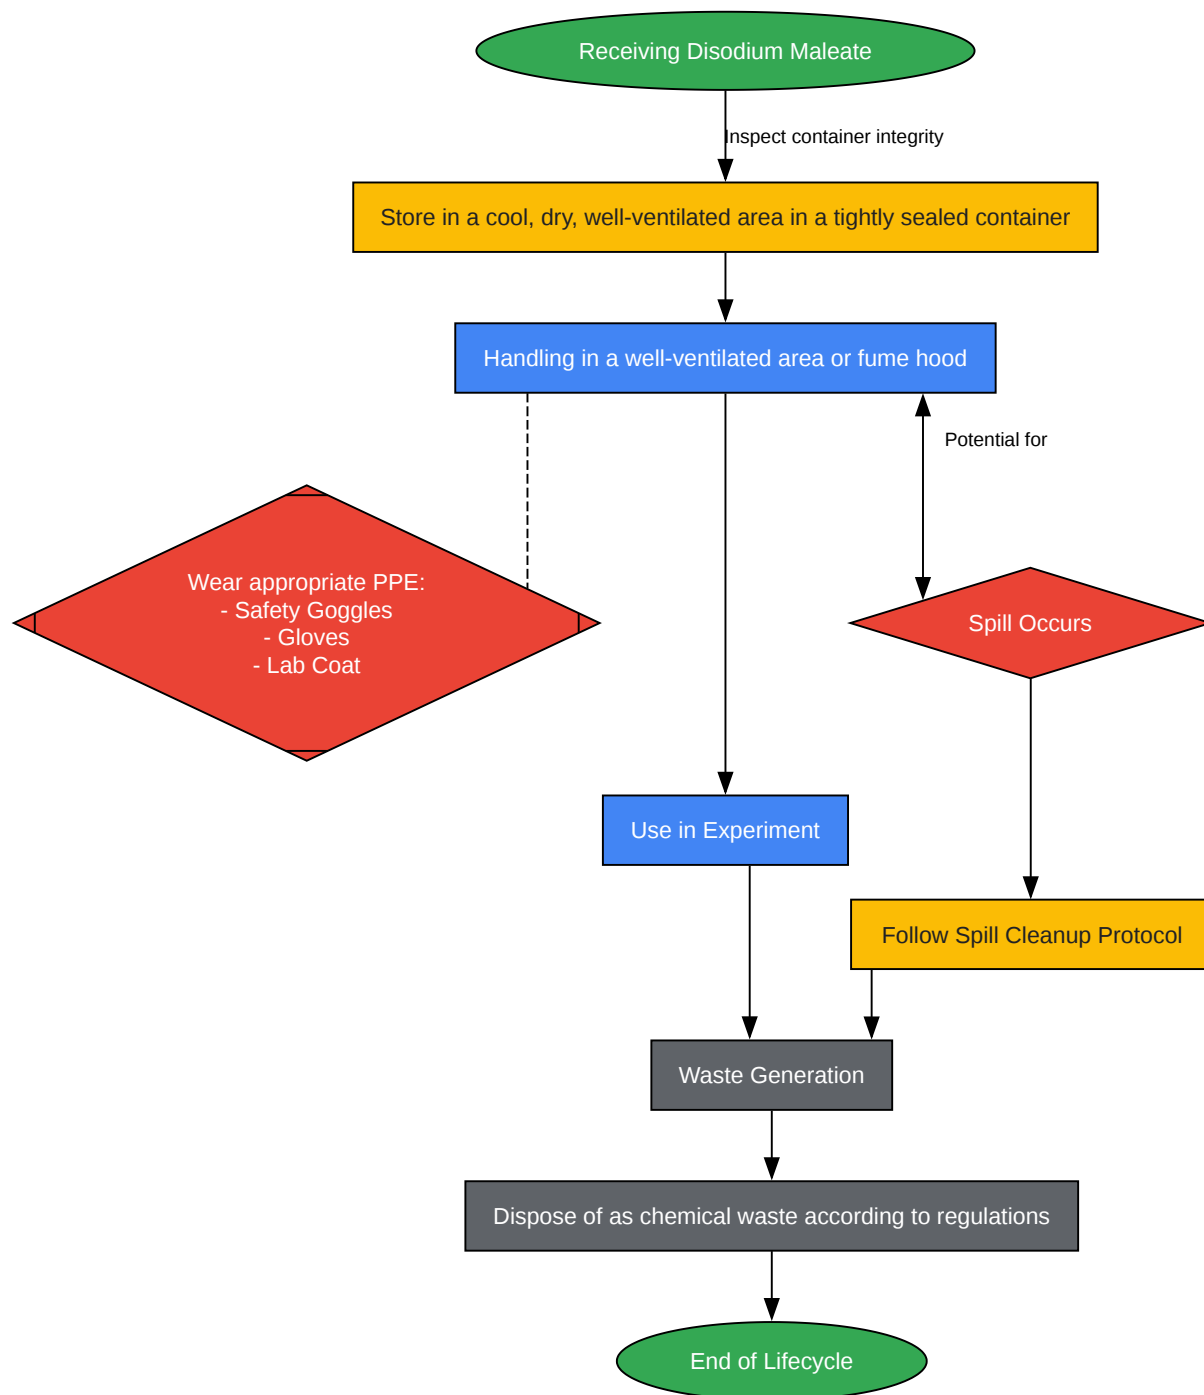 Receiving Disodium Maleate
Inspect container integrity
Store in a cool, dry, well-ventilated area in a tightly sealed container
Handling in a well-ventilated area or fume hood
Potential for
Wear appropriate PPE:
- Safety Goggles
- Gloves
- Lab Coat
Spill Occurs
Use in Experiment
Follow Spill Cleanup Protocol
Waste Generation
Dispose of as chemical waste according to regulations
End of Lifecycle